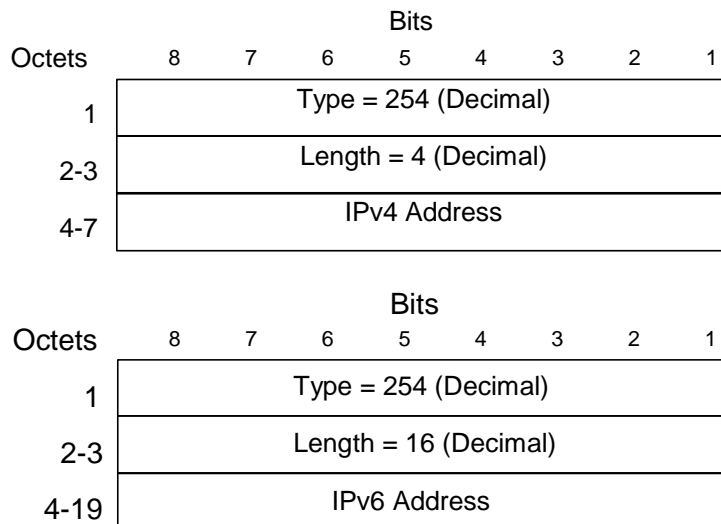 Bits
Octets 8 7 6 5 4 3 2 1
1 Type = 254 (Decimal)
2-3 Length = 4 (Decimal)
4-7 IPv4 Address
Bits
Octets 8 7 6 5 4 3 2 1
1 Type = 254 (Decimal)
2-3 Length = 16 (Decimal)
4-19 IPv6 Address